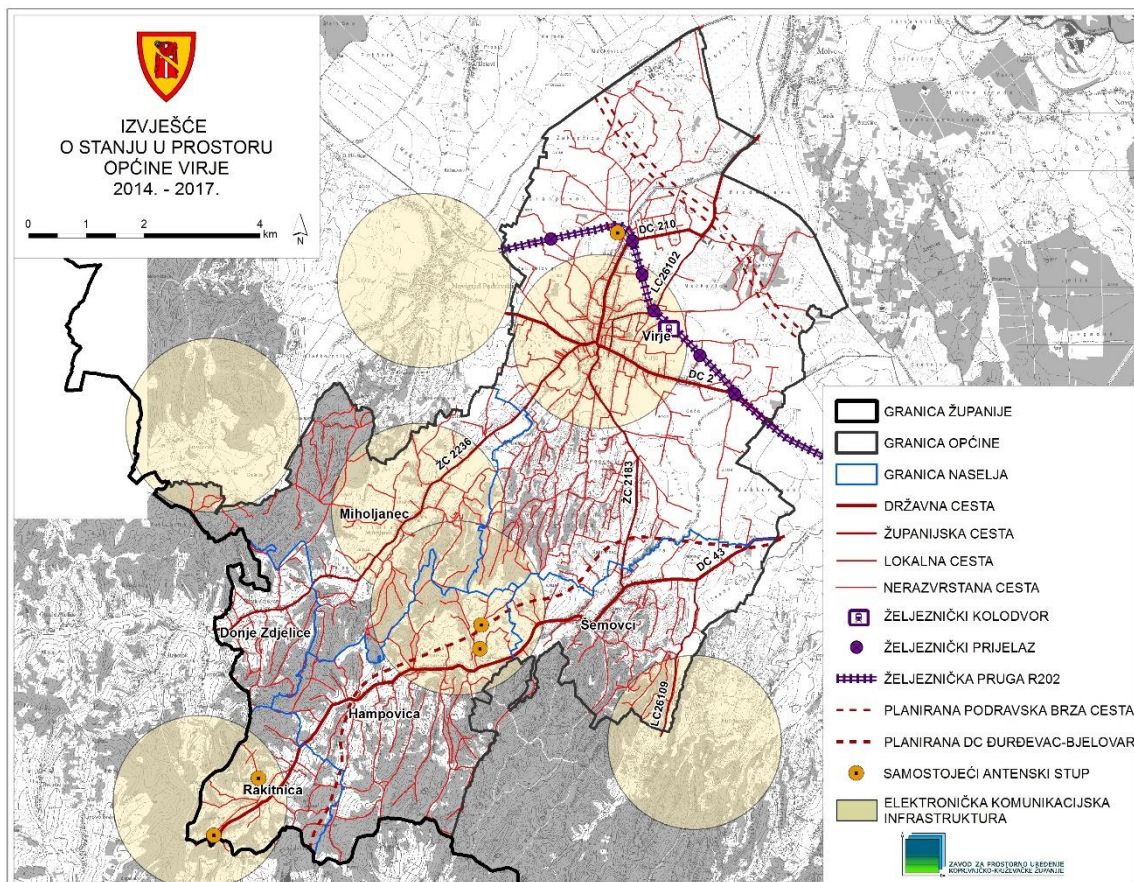 IZVJEŠĆE
O STANJU U PROSTORU
OPĆINE VIRJE
2014. - 2017.
0 1 2 4
km
N
DC 210
LC26102
Virje
DC 2
ŽC 2236
ŽC 2183
Miholjanec
DC 43
Donje Zdjelice
Šemovci
Hampovica
LC26109
Rakitnica
GRANICA ŽUPANIJE
GRANICA OPĆINE
GRANICA NASELJA
DRŽAVNA CESTA
ŽUPANIJSKA CESTA
LOKALNA CESTA
NERAZVRSTANA CESTA
ŽELJEZNIČKI KOLODVOR
ŽELJEZNIČKI PRIJELAZ
ŽELJEZNIČKA PRUGA R202
PLANIRANA PODRAVSKA BRZA CESTA
PLANIRANA DC ĐURĐEVAC-BJELOVAR
SAMOSTOJEĆI ANTENSKI STUP
ELEKTRONIČKA KOMUNIKACIJSKA
INFRASTRUKTURA
ZAVOD ZA PROSTORNO UREĐENJE
KOPRIVNIČKO-KRIŽEVAČKE ŽUPANIJE